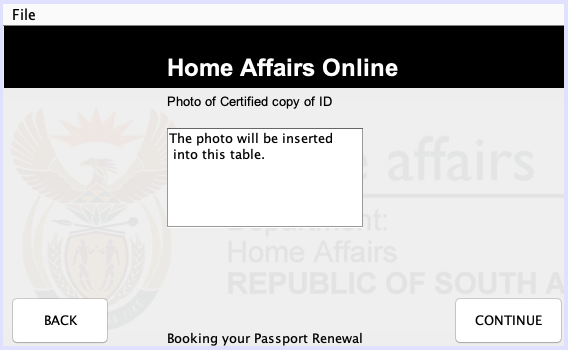 File
Home Affairs Online
Photo of Certified copy of ID
The photo will be inserted
into this table.
affairs
Department:
Home Affairs
REPUBLIC OF SOUTH A
BACK
CONTINUE
Booking your Passport Renewal